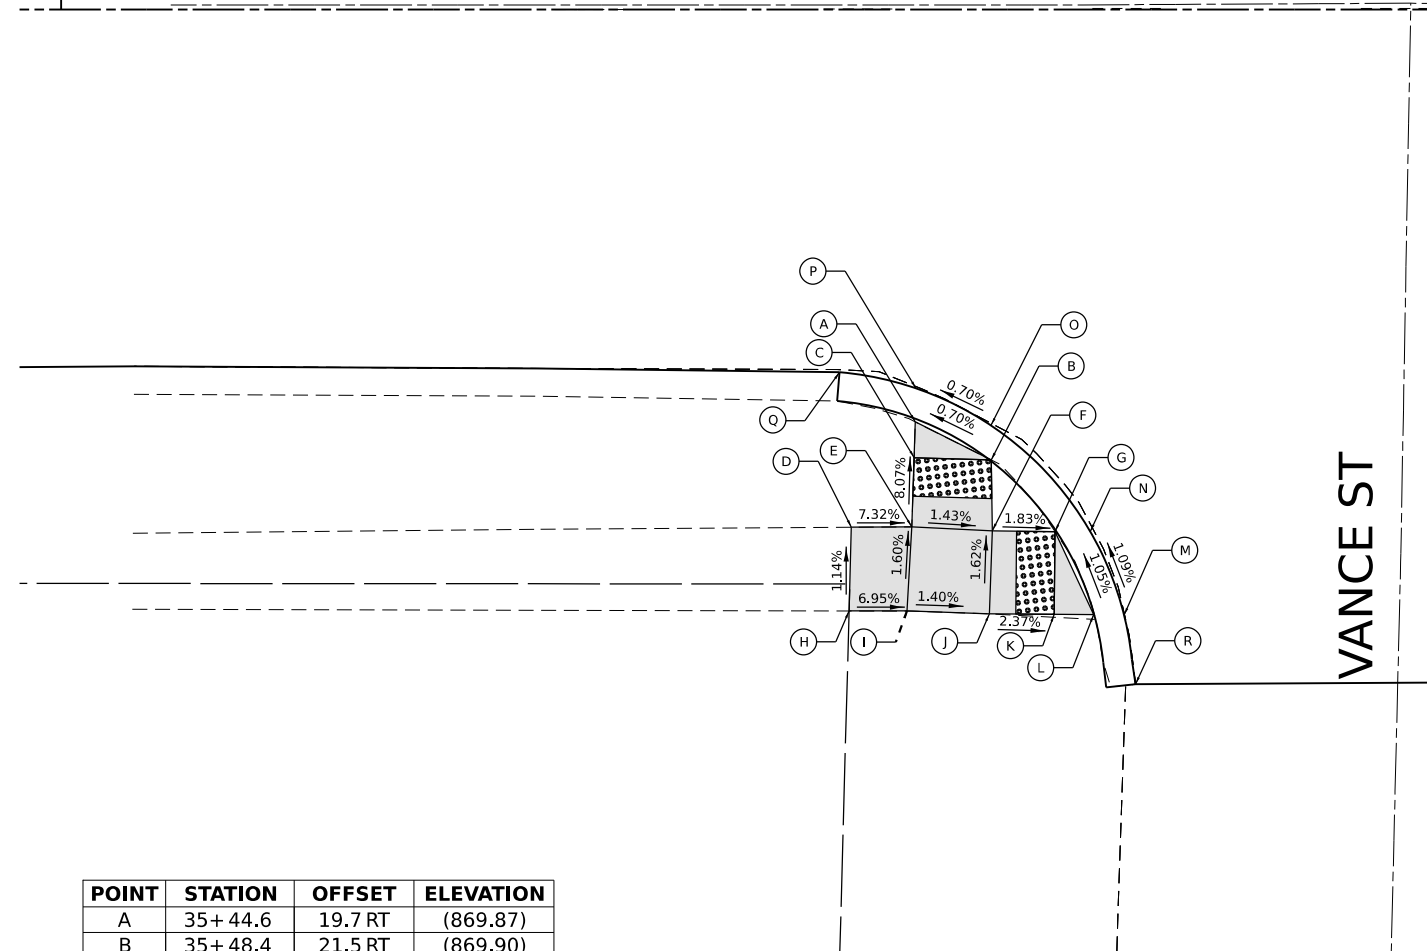 P
A
O
C
B
0.70%
0.70%
Q
F
D
E
G
8.07%
N
7.32%
1.43%
1.83%
1.14%
1.60%
1.62%
M
1.09%
1.05%
6.95%
1.40%
2.37%
H
I
J
K
L
R
VANCE ST
POINT STATION OFFSET ELEVATION
A 35+44.6 19.7 RT (869.87)
B 35+48.4 21.5 RT (869.90)